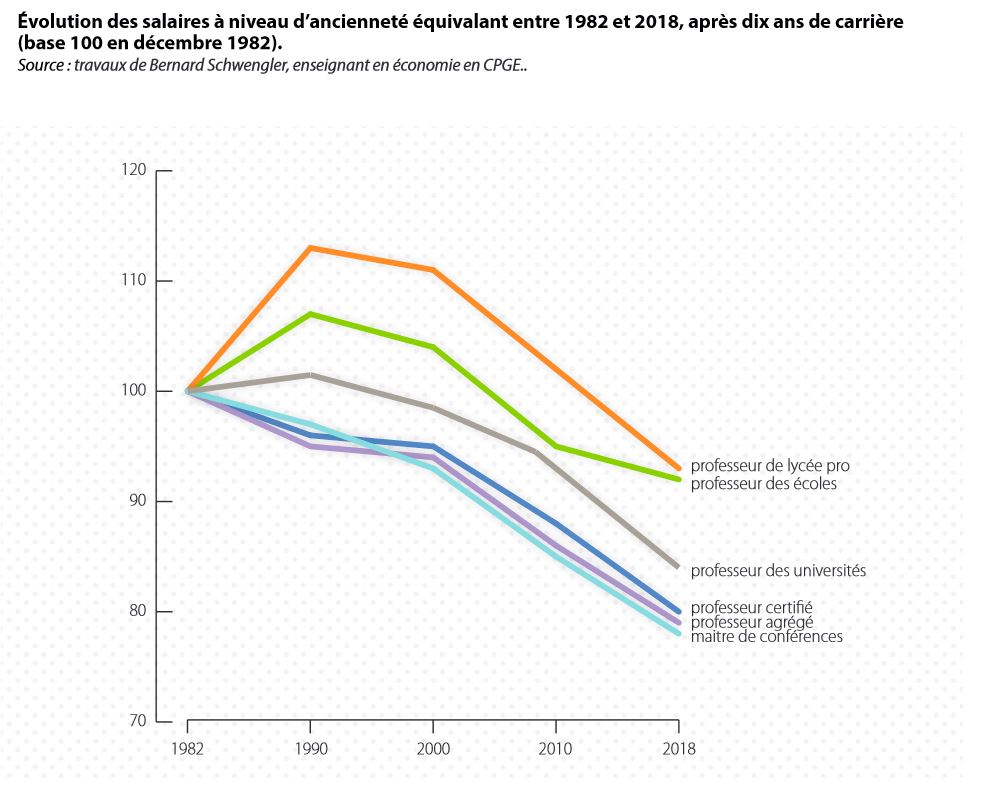 Évolution des salaires à niveau d’ancienneté équivalant entre 1982 et 2018, après dix ans de carrière
(base 100 en décembre 1982).
Source : travaux de Bernard Schwengler, enseignant en économie en CPGE..
120
110
100
90
80
70
professeur de lycée pro
professeur des écoles
professeur des universités
professeur certifié
professeur agrégé
maitre de conférences
1982 1990 2000 2010 2018